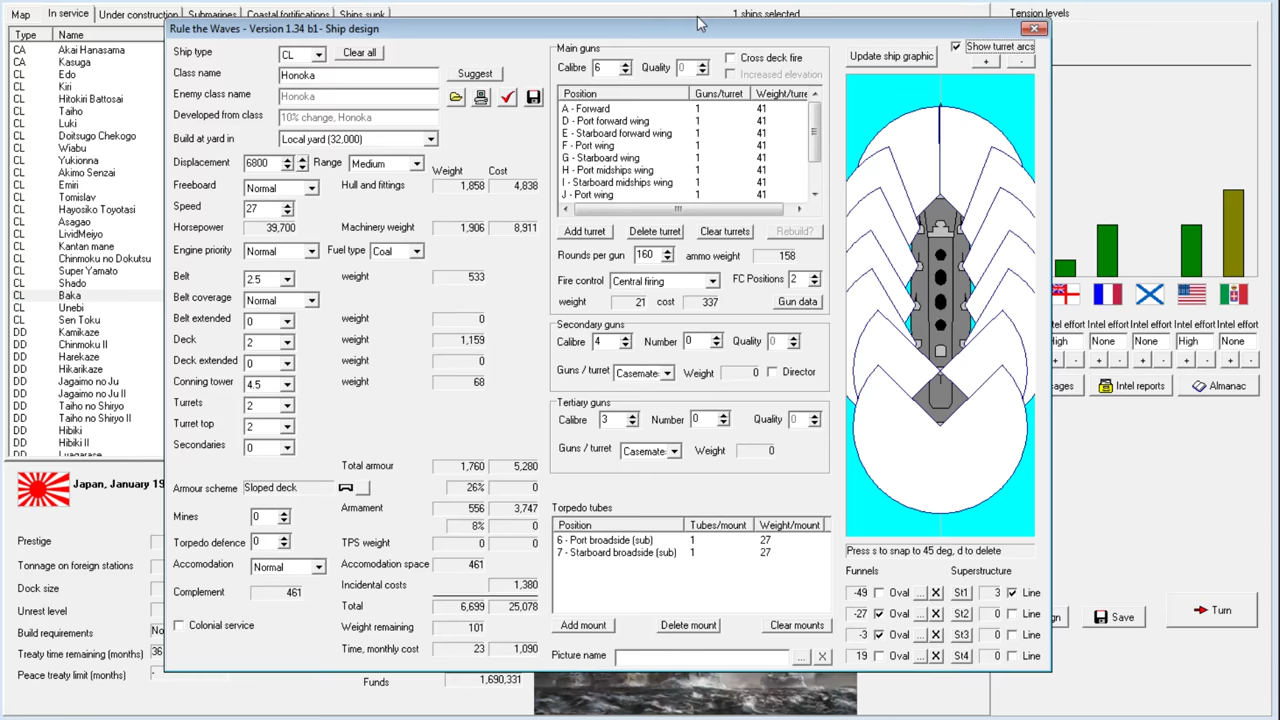 Map
In service
Under construction
Submarines
Coastal fortifications
Ships sunk
1 ships selected
Tension levels
Type Name
CA Akai Hanasama
CA Kasuga
CL Edo
CL Kiri
CL Hitokiri Battosai
CL Taiho
CL Luki
CL Doitsugo Chekogo
CL Wiabu
CL Yukionna
CL Akimo Senzai
CL Emiri
CL Tomislav
CL Hayosiko Toyotasi
CL Asagao
CL LividMeiyo
CL Kantan mane
CL Chinmoku no Dokutsu
CL Super Yamato
CL Shado
CL Baka
CL Unebi
CL Sen Toku
DD Kamikaze
DD Chinmoku II
DD Harekaze
DD Hikarikaze
DD Jagaimo no Ju
DD Jagaimo no Ju II
DD Taiho no Shiryo
DD Taiho no Shiryo II
DD Hibiki
DD Hibiki II
Japan, January 19
Prestige
Tonnage on foreign stations
Dock size
Unrest level
Build requirements No
Treaty time remaining (months) 36
Peace treaty limit (months) -
Funds 1,690,331
Rule the Waves - Version 1.34 b1- Ship design
Ship type CL Clear all
Class name Honoka Suggest
Enemy class name Honoka
Developed from class 10% change, Honoka
Build at yard in Local yard (32,000)
Displacement 6800 Range Medium Weight Cost
Freeboard Normal Hull and fittings 1,858 4,838
Speed 27
Horsepower 39,700 Machinery weight 1,906 8,911
Engine priority Normal Fuel type Coal
Belt 2.5 weight 533
Belt coverage Normal
Belt extended 0 weight 0
Deck 2 weight 1,159
Deck extended 0 weight 0
Conning tower 4.5 weight 68
Turrets 2
Turret top 2
Secondaries 0
Total armour 1,760 5,280
Armour scheme Sloped deck 26% 0
Armament 556 3,747
Mines 0 8% 0
Torpedo defence 0 TPS weight 0 0
Accomodation Normal Accomodation space 461
Complement 461 Incidental costs 1,380
Total 6,699 25,078
Colonial service Weight remaining 101
Time, monthly cost 23 1,090
Main guns
Calibre 6 Quality 0 Cross deck fire
Increased elevation
Position Guns/turret Weight/turre
A - Forward 1 41
D - Port forward wing 1 41
E - Starboard forward wing 1 41
F - Port wing 1 41
G - Starboard wing 1 41
H - Port midships wing 1 41
I - Starboard midships wing 1 41
J - Port wing 1 41
Add turret Delete turret Clear turrets Rebuild?
Rounds per gun 160 ammo weight 158
Fire control Central firing FC Positions 2
weight 21 cost 337 Gun data
Secondary guns
Calibre 4 Number 0 Quality 0
Guns / turret Casemate: Weight 0 Director
Tertiary guns
Calibre 3 Number 0 Quality 0
Guns / turret Casemate: Weight 0
Torpedo tubes
Position Tubes/mount Weight/mount
6 - Port broadside (sub) 1 27
7 - Starboard broadside (sub) 1 27
Add mount Delete mount Clear mounts
Picture name ...
Update ship graphic
Show turret arcs
+ -
Press s to snap to 45 deg, d to delete
Funnels Superstructure
-49 Oval ... X St1 3 Line
-27 Oval ... X St2 0 Line
-3 Oval ... X St3 0 Line
19 Oval ... X St4 0 Line
Intel effort Intel effort Intel effort Intel effort
High None None High None
+ - + - + - + - + -
Intel reports Almanac
Save Turn